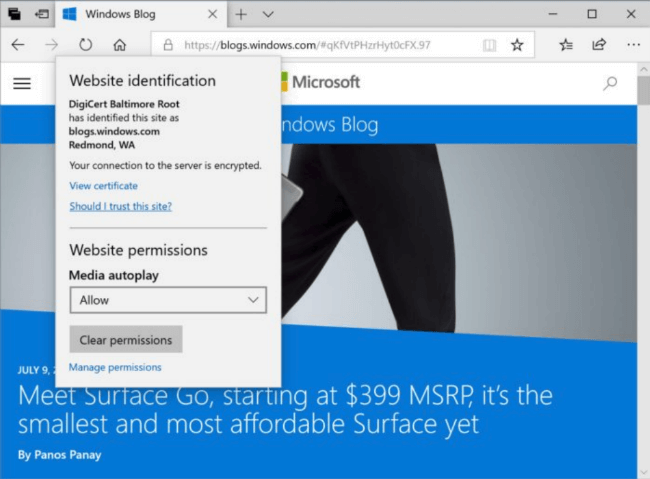 Windows Blog
https://blogs.windows.com/#qKfVtPHzrHyt0cFX.97
Website identification
DigiCert Baltimore Root
has identified this site as
blogs.windows.com
Redmond, WA
Your connection to the server is encrypted.
View certificate
Should I trust this site?
Website permissions
Media autoplay
Allow
Clear permissions
Manage permissions
Microsoft
ndows Blog
JULY 9,
Meet Surface Go, starting at $399 MSRP, it's the
smallest and most affordable Surface yet
By Panos Panay